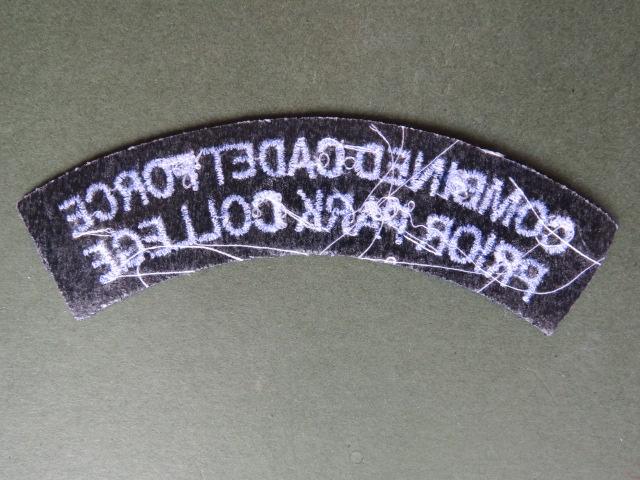 COMBINED CADET FORCE
PRIOR PARK COLLEGE